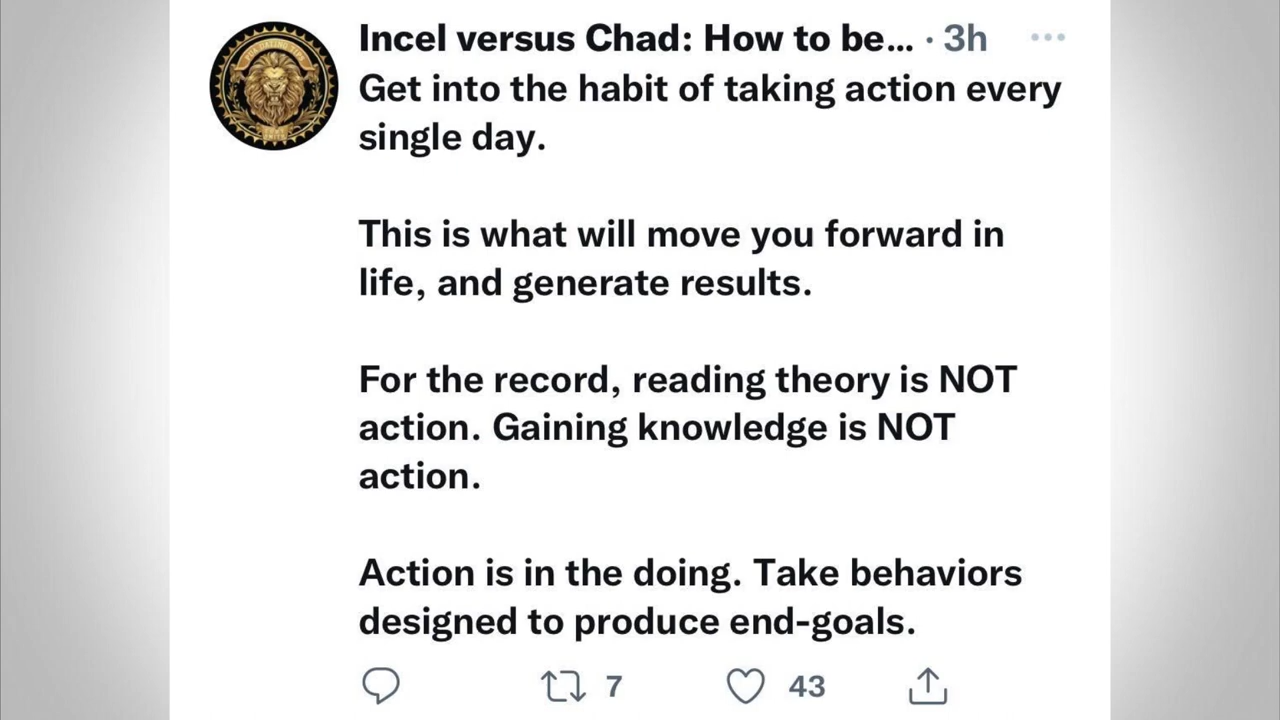 Incel versus Chad: How to be... · 3h
Get into the habit of taking action every
single day.
This is what will move you forward in
life, and generate results.
For the record, reading theory is NOT
action. Gaining knowledge is NOT
action.
Action is in the doing. Take behaviors
designed to produce end-goals.
7 43